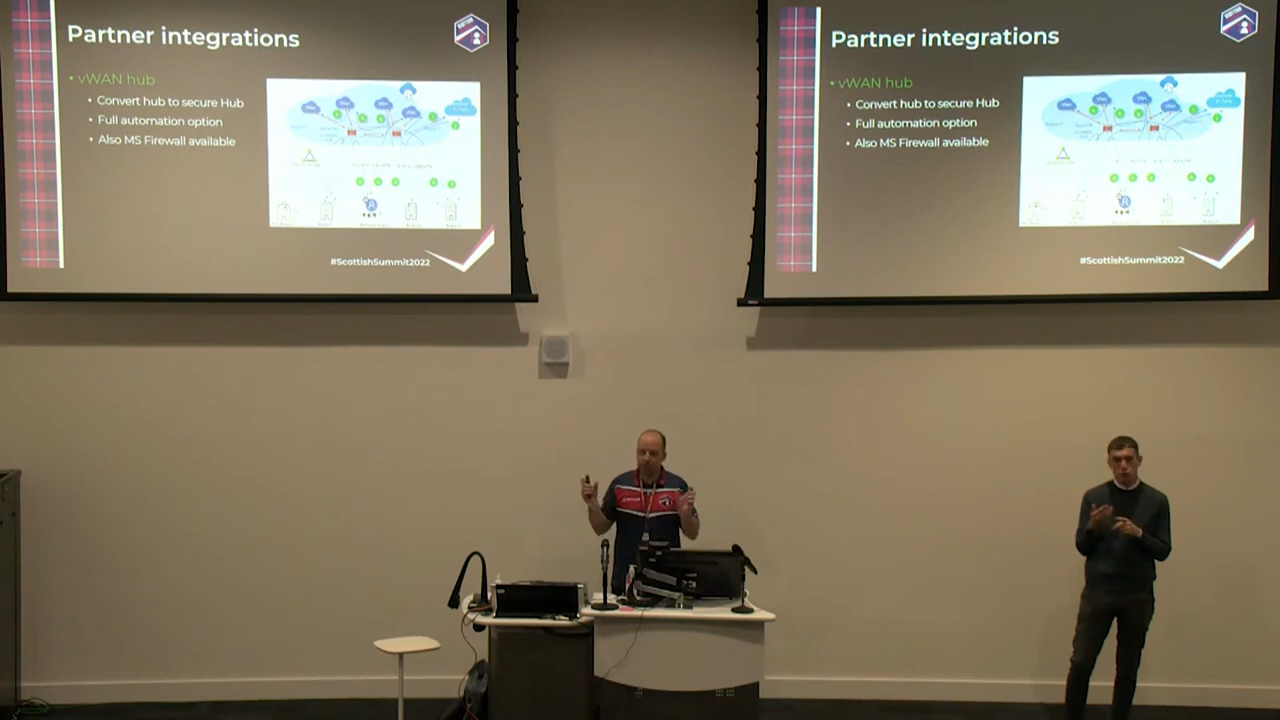 Partner integrations
• vWAN hub
• Convert hub to secure Hub
• Full automation option
• Also MS Firewall available
#ScottishSummit2022
Partner integrations
• vWAN hub
• Convert hub to secure Hub
• Full automation option
• Also MS Firewall available
#ScottishSummit2022